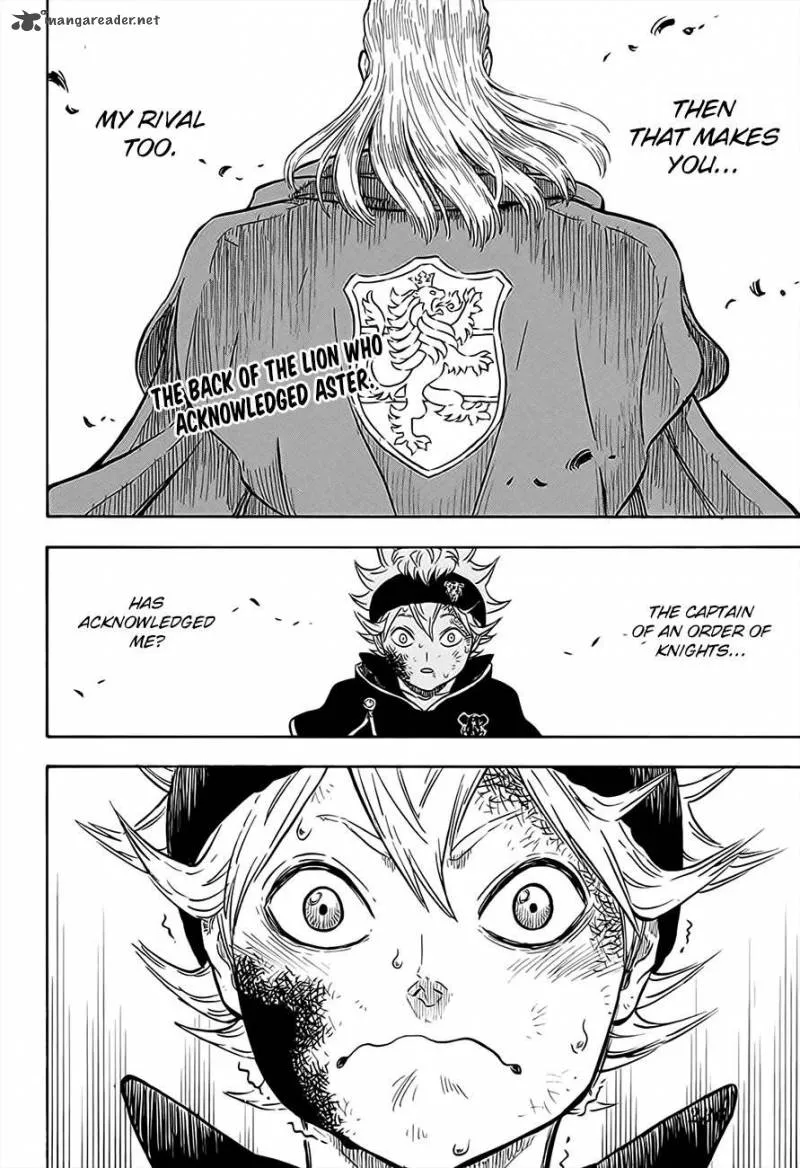 mangareader.net
THEN
THAT MAKES
YOU...
MY RIVAL
TOO.
THE BACK OF THE LION WHO
ACKNOWLEDGED ASTER.
THE CAPTAIN
OF AN ORDER OF
KNIGHTS...
HAS
ACKNOWLEDGED
ME?